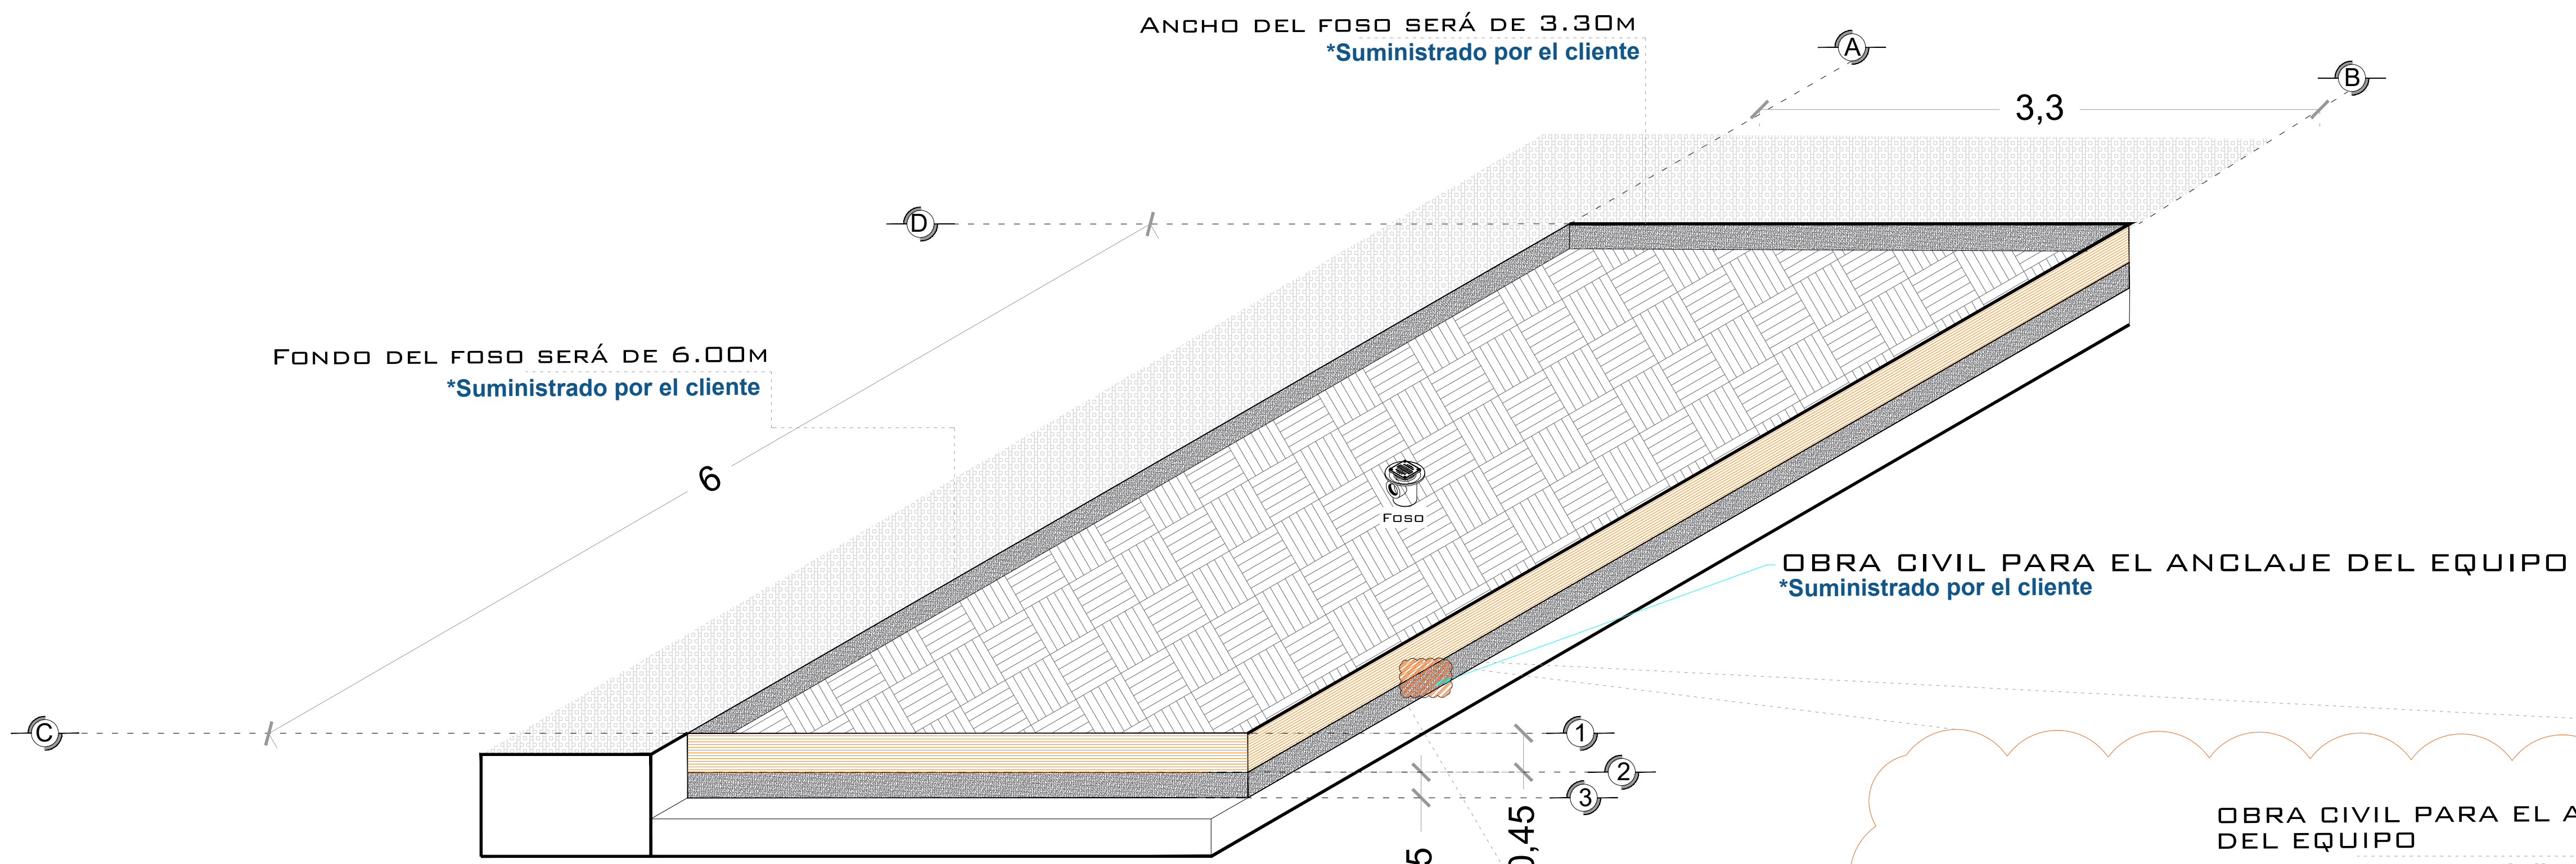 ANCHO DEL FOSO SERÁ DE 3.30M
*Suministrado por el cliente
A
B
3,3
D
FONDO DEL FOSO SERÁ DE 6.00M
*Suministrado por el cliente
6
FOSO
OBRA CIVIL PARA EL ANCLAJE DEL EQUIPO
*Suministrado por el cliente
C
1
2
3
0,45
5
OBRA CIVIL PARA EL A
DEL EQUIPO